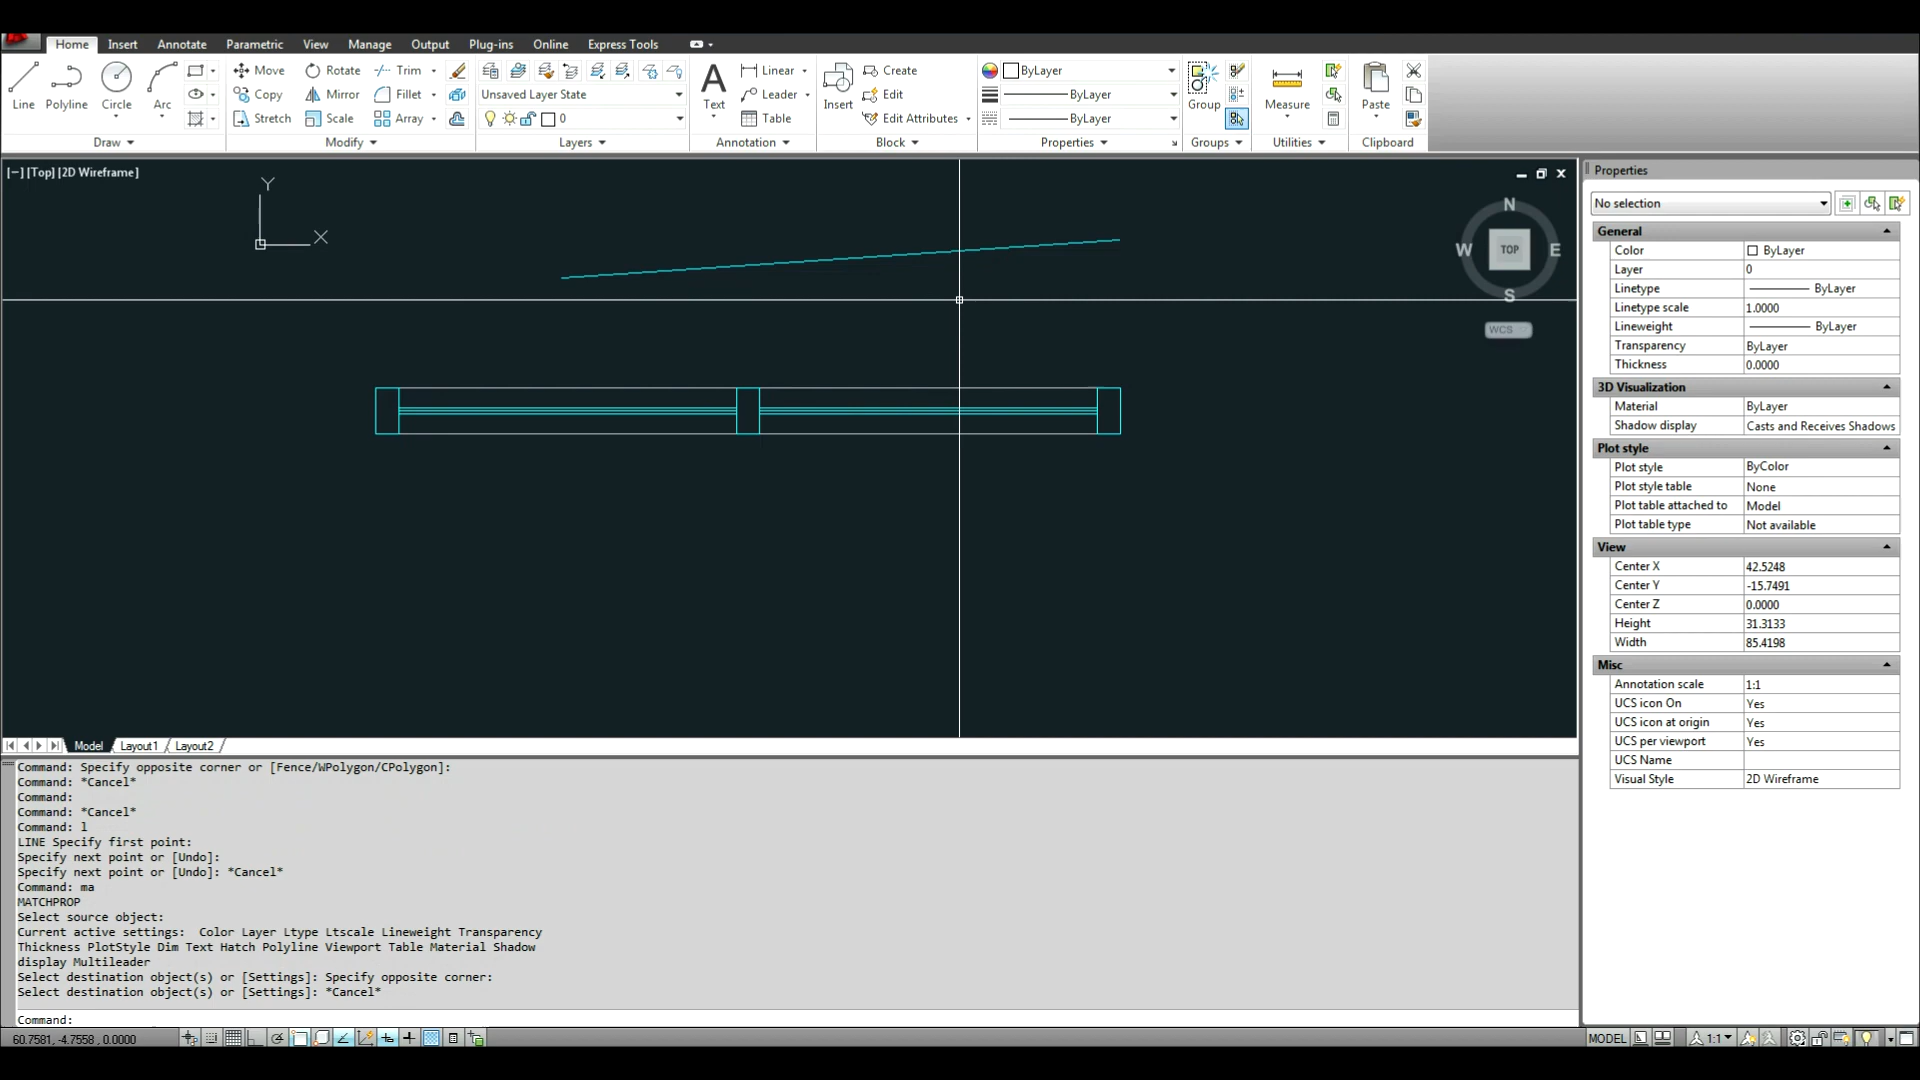 Home Insert Annotate Parametric View Manage Output Plug-ins Online Express Tools
Line Polyline Circle Arc
Move Rotate Trim
Copy Mirror Fillet
Stretch Scale Array
Unsaved Layer State
0
Text
Linear
Leader
Table
Insert
Create
Edit
Edit Attributes
ByLayer
ByLayer
ByLayer
Group
Measure
Paste
Draw Modify Layers Annotation Block Properties Groups Utilities Clipboard
[−] [Top] [2D Wireframe]
Y
X
N
W TOP E
S
WCS
Properties
No selection
General
Color ByLayer
Layer 0
Linetype ByLayer
Linetype scale 1.0000
Lineweight ByLayer
Transparency ByLayer
Thickness 0.0000
3D Visualization
Material ByLayer
Shadow display Casts and Receives Shadows
Plot style
Plot style ByColor
Plot style table None
Plot table attached to Model
Plot table type Not available
View
Center X 42.5248
Center Y -15.7491
Center Z 0.0000
Height 31.3133
Width 85.4198
Misc
Annotation scale 1:1
UCS icon On Yes
UCS icon at origin Yes
UCS per viewport Yes
UCS Name
Visual Style 2D Wireframe
Model Layout1 Layout2
Command: Specify opposite corner or [Fence/WPolygon/CPolygon]:
Command: *Cancel*
Command:
Command: *Cancel*
Command: l
LINE Specify first point:
Specify next point or [Undo]:
Specify next point or [Undo]: *Cancel*
Command: ma
MATCHPROP
Select source object:
Current active settings:  Color Layer Ltype Ltscale Lineweight Transparency
Thickness PlotStyle Dim Text Hatch Polyline Viewport Table Material Shadow
display Multileader
Select destination object(s) or [Settings]: Specify opposite corner:
Select destination object(s) or [Settings]: *Cancel*
Command:
60.7581, -4.7558, 0.0000
MODEL 1:1